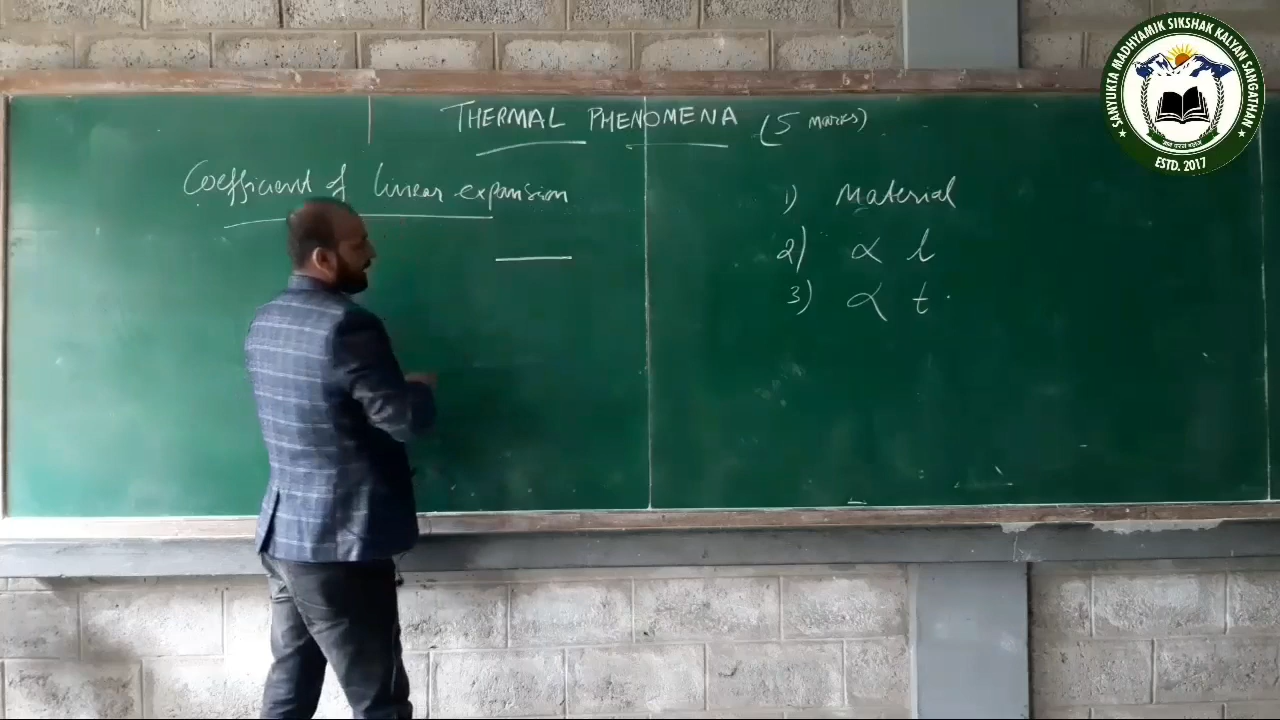 THERMAL PHENOMENA (5 marks)
Coefficient of linear expansion
1) Material
2) ∝ l
3) ∝ t
SANYUKTA MADHYAMIK SIKSHAK KALYAN SANGATHAN
ESTD. 2017